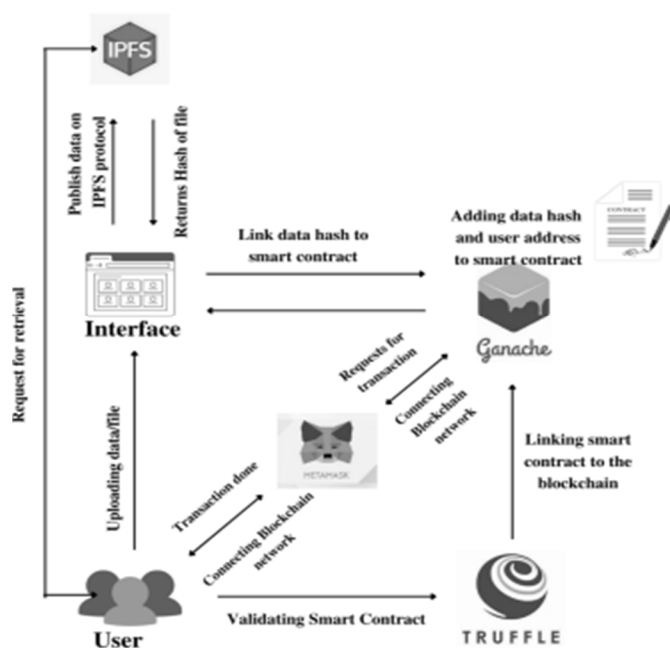 IPFS
Publish data on
IPFS protocol
Returns Hash of file
Request for retrieval
Link data hash to
smart contract
Adding data hash
and user address
to smart contract
CONTRACT
Interface
Ganache
Requests for
transaction
Connecting
Blockchain
network
METAMASK
Uploading data/file
Transaction done
Connecting Blockchain
network
Linking smart
contract to the
blockchain
User
Validating Smart Contract
TRUFFLE